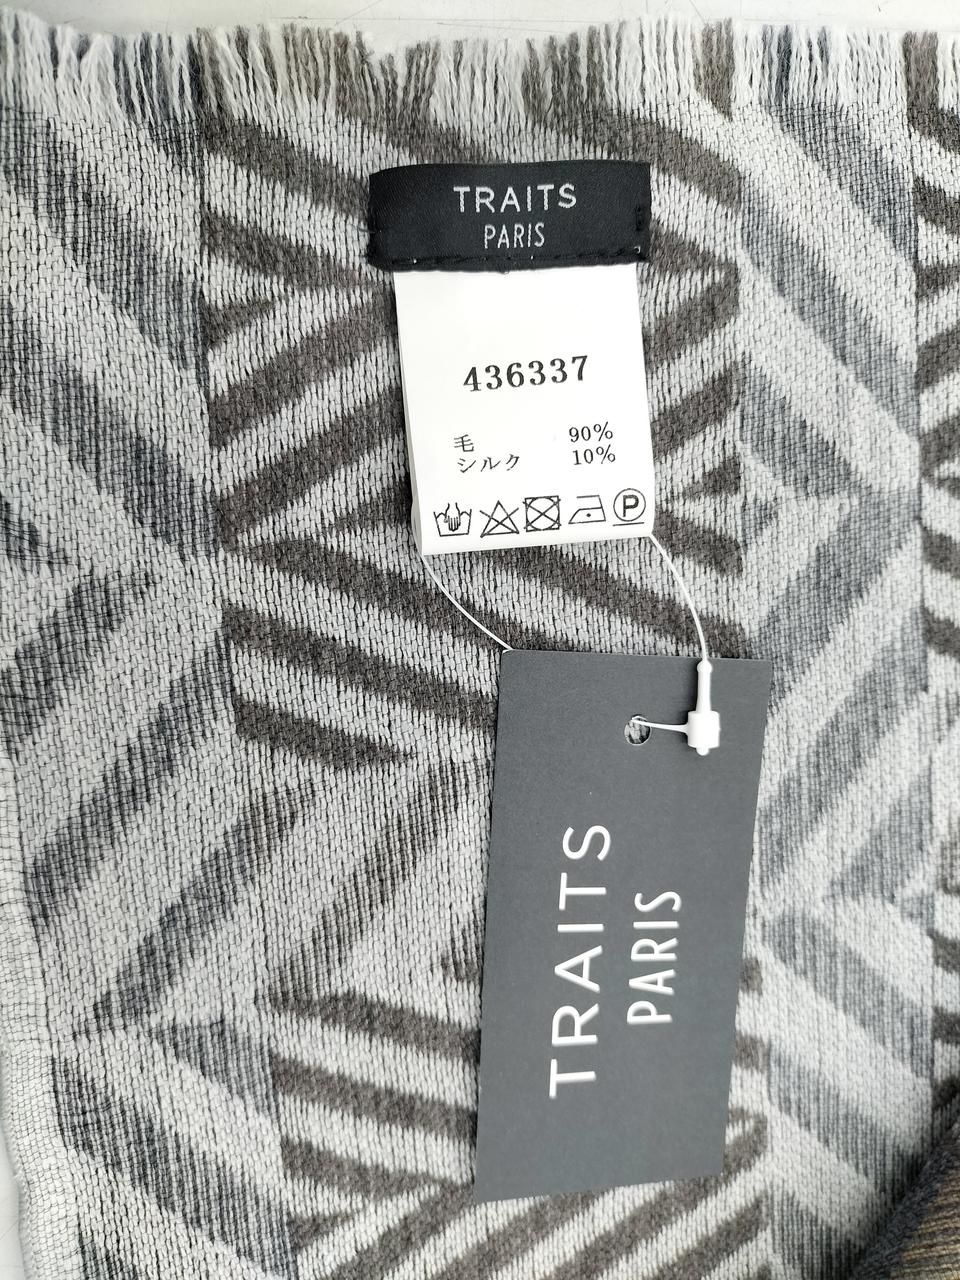 TRAITS
PARIS
436337
毛 90%
シルク 10%
P
TRAITS
PARIS